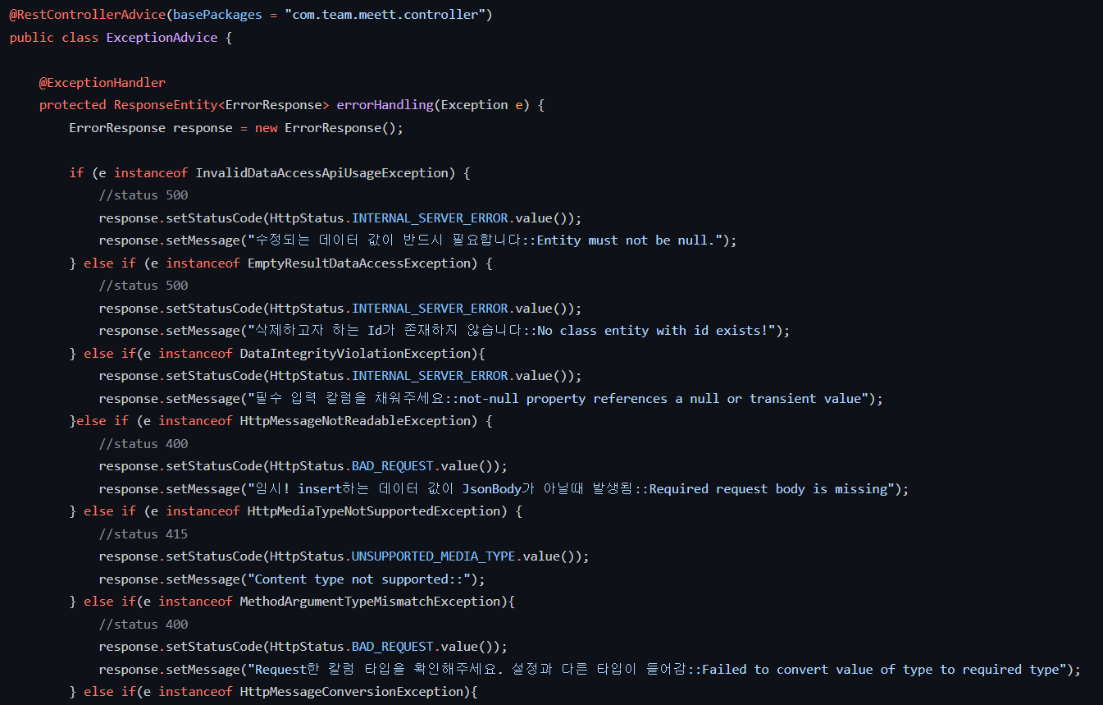 @RestControllerAdvice(basePackages = "com.team.meett.controller")
public class ExceptionAdvice {
@ExceptionHandler
protected ResponseEntity<ErrorResponse> errorHandling(Exception e) {
ErrorResponse response = new ErrorResponse();
if (e instanceof InvalidDataAccessApiUsageException) {
//status 500
response.setStatusCode(HttpStatus.INTERNAL_SERVER_ERROR.value());
response.setMessage("수정되는 데이터 값이 반드시 필요합니다::Entity must not be null.");
} else if (e instanceof EmptyResultDataAccessException) {
//status 500
response.setStatusCode(HttpStatus.INTERNAL_SERVER_ERROR.value());
response.setMessage("삭제하고자 하는 Id가 존재하지 않습니다::No class entity with id exists!");
} else if(e instanceof DataIntegrityViolationException){
response.setStatusCode(HttpStatus.INTERNAL_SERVER_ERROR.value());
response.setMessage("필수 입력 칼럼을 채워주세요::not-null property references a null or transient value");
}else if (e instanceof HttpMessageNotReadableException) {
//status 400
response.setStatusCode(HttpStatus.BAD_REQUEST.value());
response.setMessage("임시! insert하는 데이터 값이 JsonBody가 아닐때 발생됨::Required request body is missing");
} else if (e instanceof HttpMediaTypeNotSupportedException) {
//status 415
response.setStatusCode(HttpStatus.UNSUPPORTED_MEDIA_TYPE.value());
response.setMessage("Content type not supported::");
} else if(e instanceof MethodArgumentTypeMismatchException){
//status 400
response.setStatusCode(HttpStatus.BAD_REQUEST.value());
response.setMessage("Request한 칼럼 타입을 확인해주세요. 설정과 다른 타입이 들어감::Failed to convert value of type to required type");
} else if(e instanceof HttpMessageConversionException){